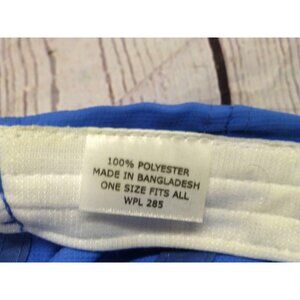 100% POLYESTER
MADE IN BANGLADESH
ONE SIZE FITS ALL
WPL 285